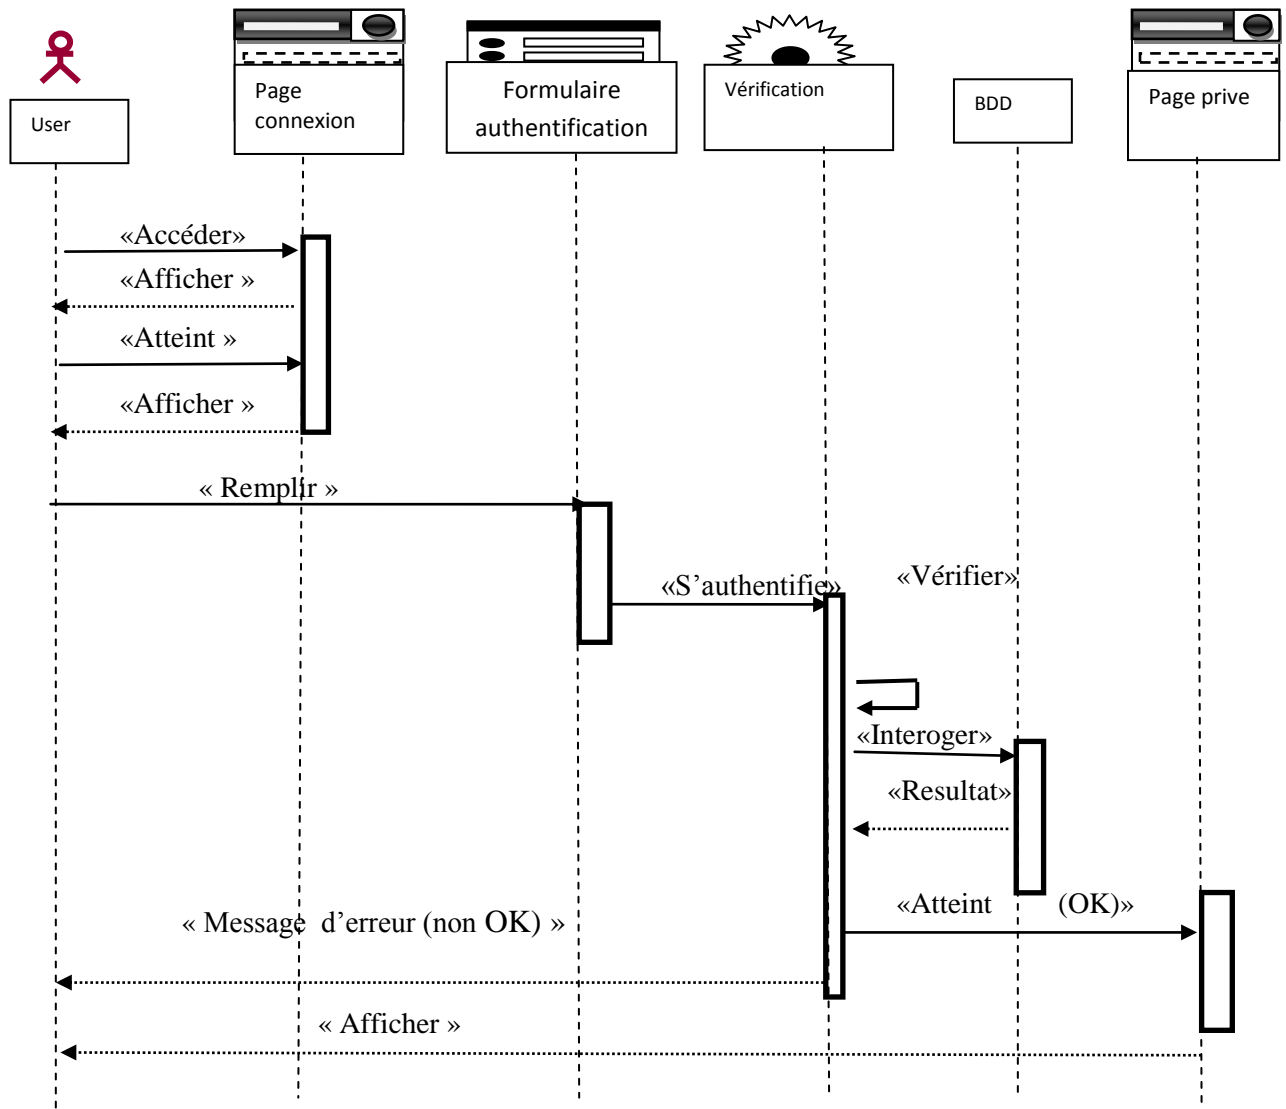 User
Page
connexion
Formulaire
authentification
Vérification
BDD
Page prive
«Accéder»
«Afficher »
«Atteint »
«Afficher »
« Remplir »
«S’authentifie»
«Vérifier»
«Interoger»
«Resultat»
«Atteint (OK)»
« Message d’erreur (non OK) »
« Afficher »